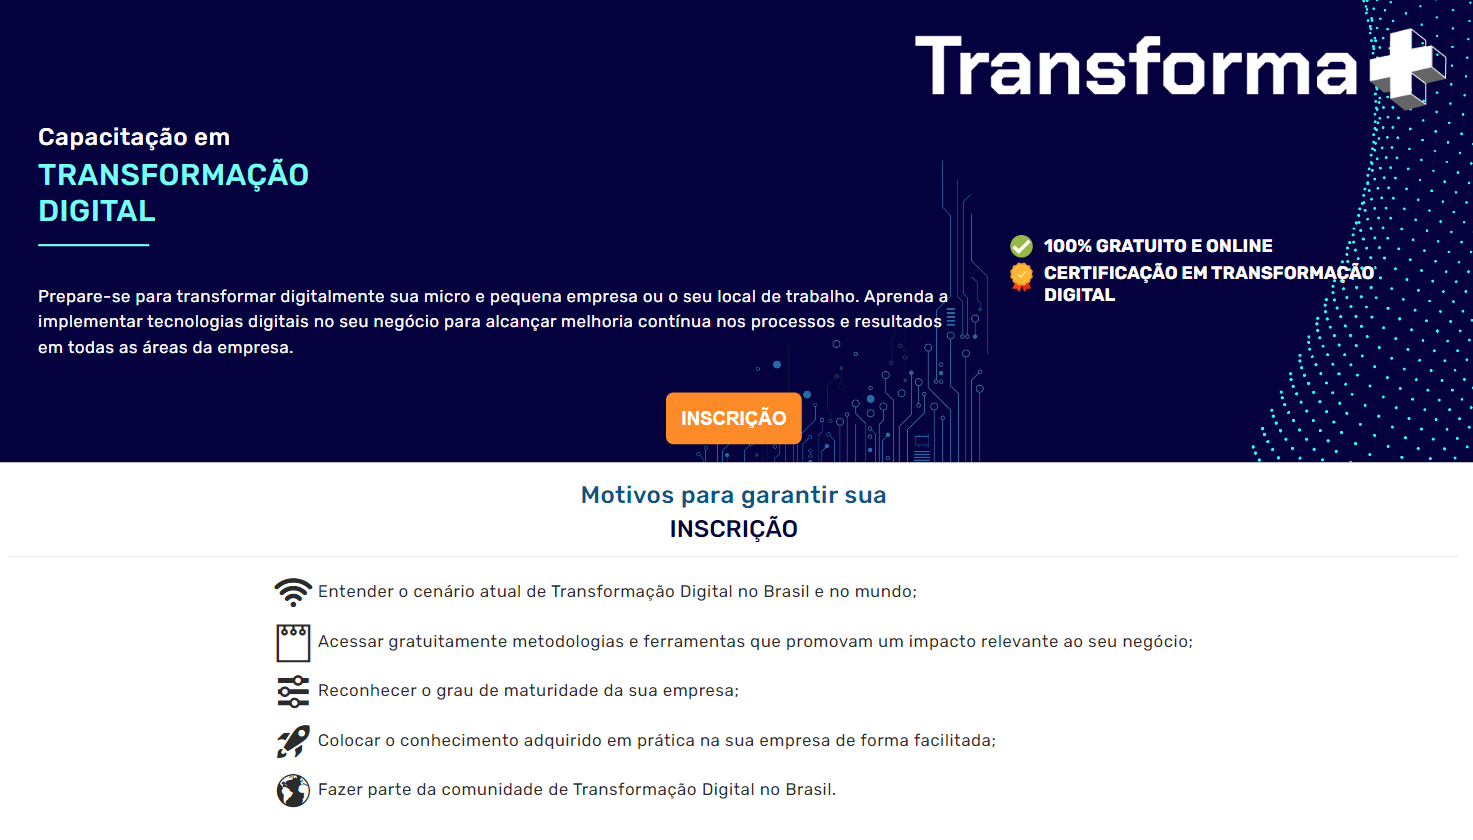 Transforma+
Capacitação em
TRANSFORMAÇÃO
DIGITAL
Prepare-se para transformar digitalmente sua micro e pequena empresa ou o seu local de trabalho. Aprenda a
implementar tecnologias digitais no seu negócio para alcançar melhoria contínua nos processos e resultados
em todas as áreas da empresa.
100% GRATUITO E ONLINE
CERTIFICAÇÃO EM TRANSFORMAÇÃO
DIGITAL
INSCRIÇÃO
Motivos para garantir sua
INSCRIÇÃO
Entender o cenário atual de Transformação Digital no Brasil e no mundo;
Acessar gratuitamente metodologias e ferramentas que promovam um impacto relevante ao seu negócio;
Reconhecer o grau de maturidade da sua empresa;
Colocar o conhecimento adquirido em prática na sua empresa de forma facilitada;
Fazer parte da comunidade de Transformação Digital no Brasil.